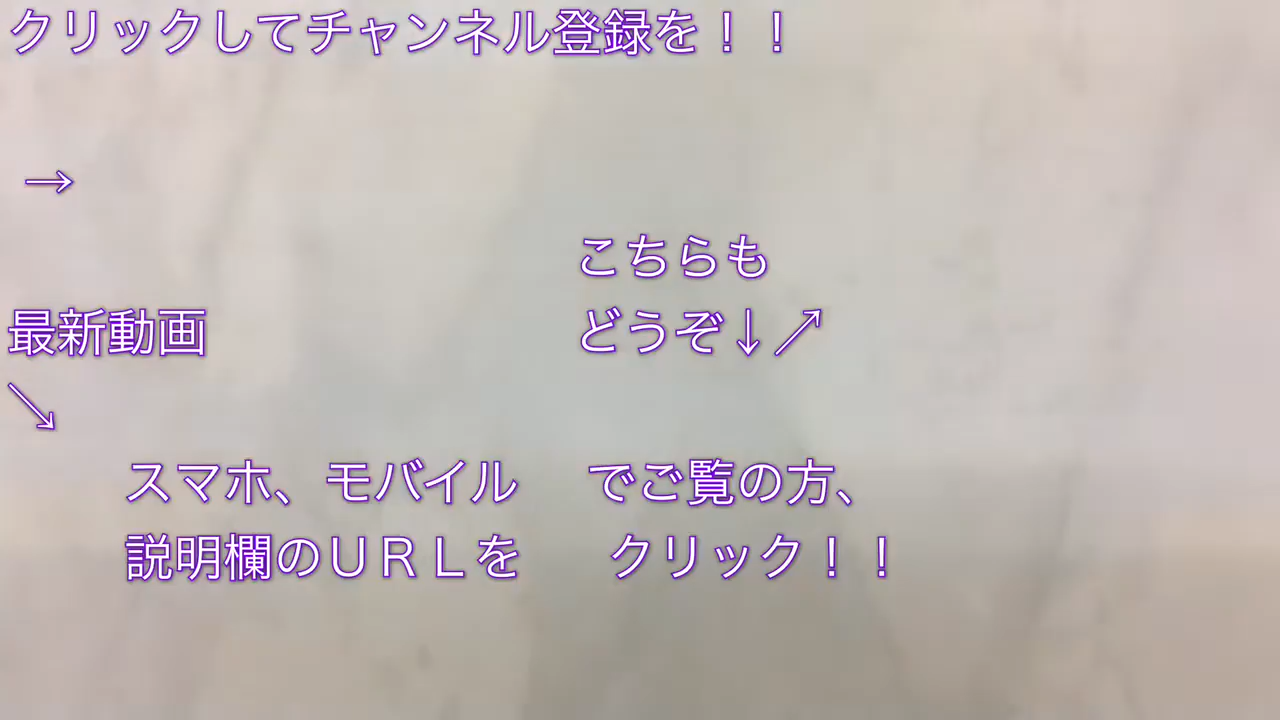 クリックしてチャンネル登録を！！
→
こちらも
最新動画
どうぞ↓↗
↘
スマホ、モバイル　でご覧の方、
説明欄のＵＲＬを　クリック！！